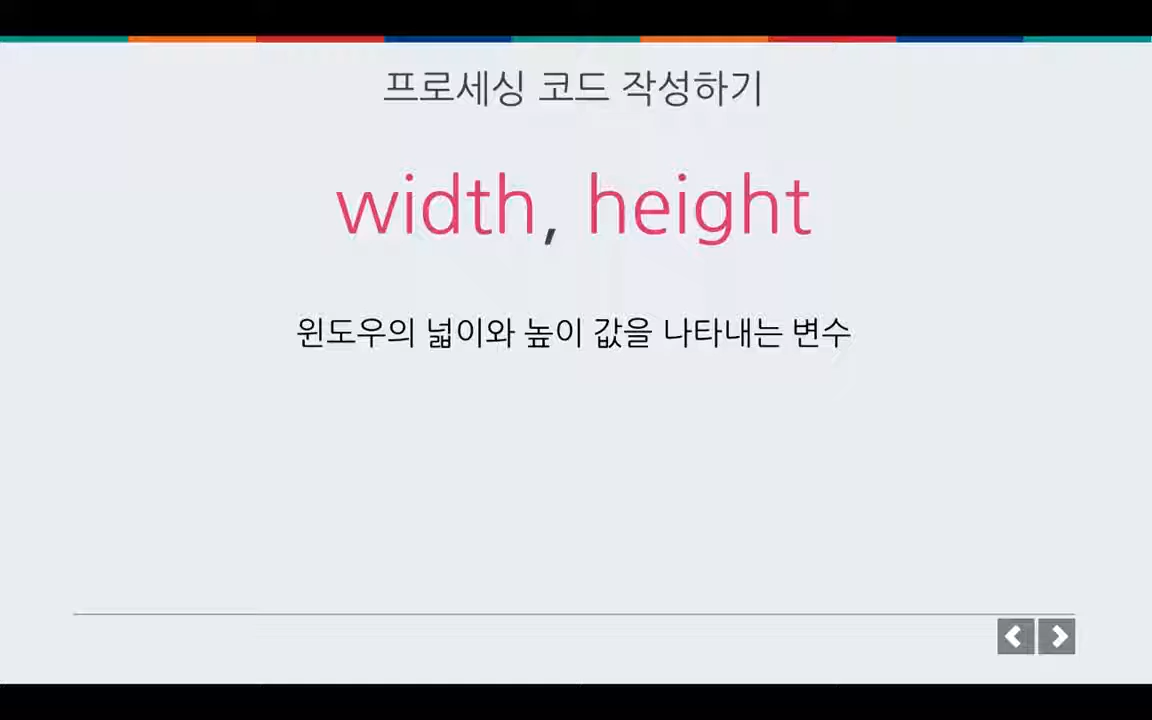 프로세싱 코드 작성하기
width, height
윈도우의 넓이와 높이 값을 나타내는 변수